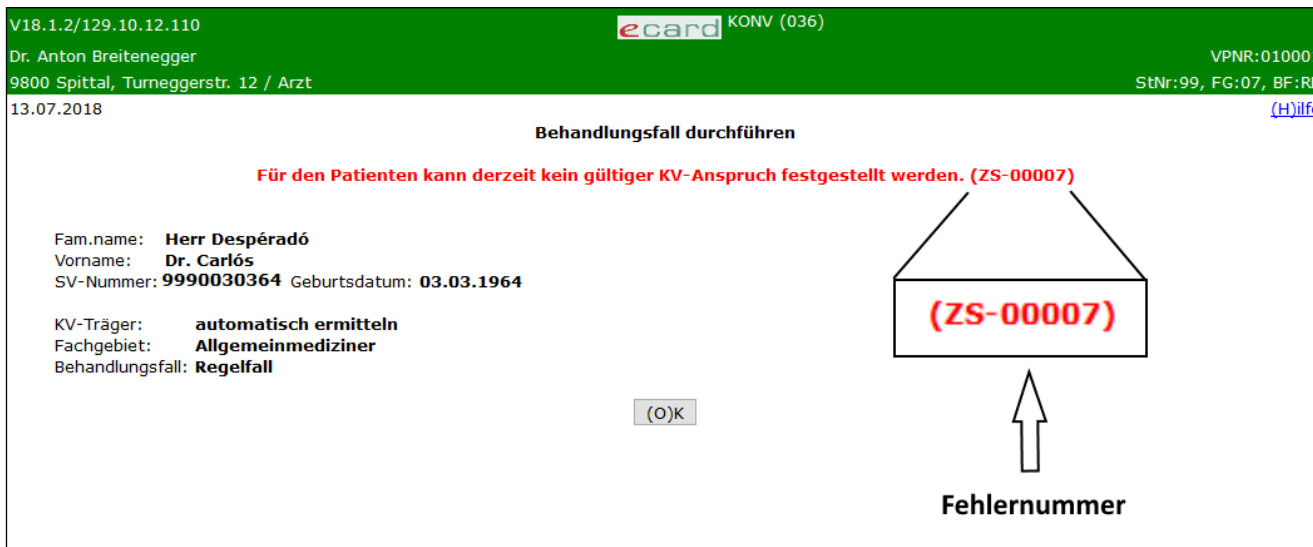 V18.1.2/129.10.12.110 ecard KONV (036)
Dr. Anton Breitenegger VPNR:01000
9800 Spittal, Turneggerstr. 12 / Arzt StNr:99, FG:07, BF:R
13.07.2018 (H)ilf
Behandlungsfall durchführen
Für den Patienten kann derzeit kein gültiger KV-Anspruch festgestellt werden. (ZS-00007)
Fam.name: Herr Despéradó
Vorname: Dr. Carlós
SV-Nummer: 9990030364 Geburtsdatum: 03.03.1964
(ZS-00007)
KV-Träger: automatisch ermitteln
Fachgebiet: Allgemeinmediziner
Behandlungsfall: Regelfall
(O)K
Fehlernummer